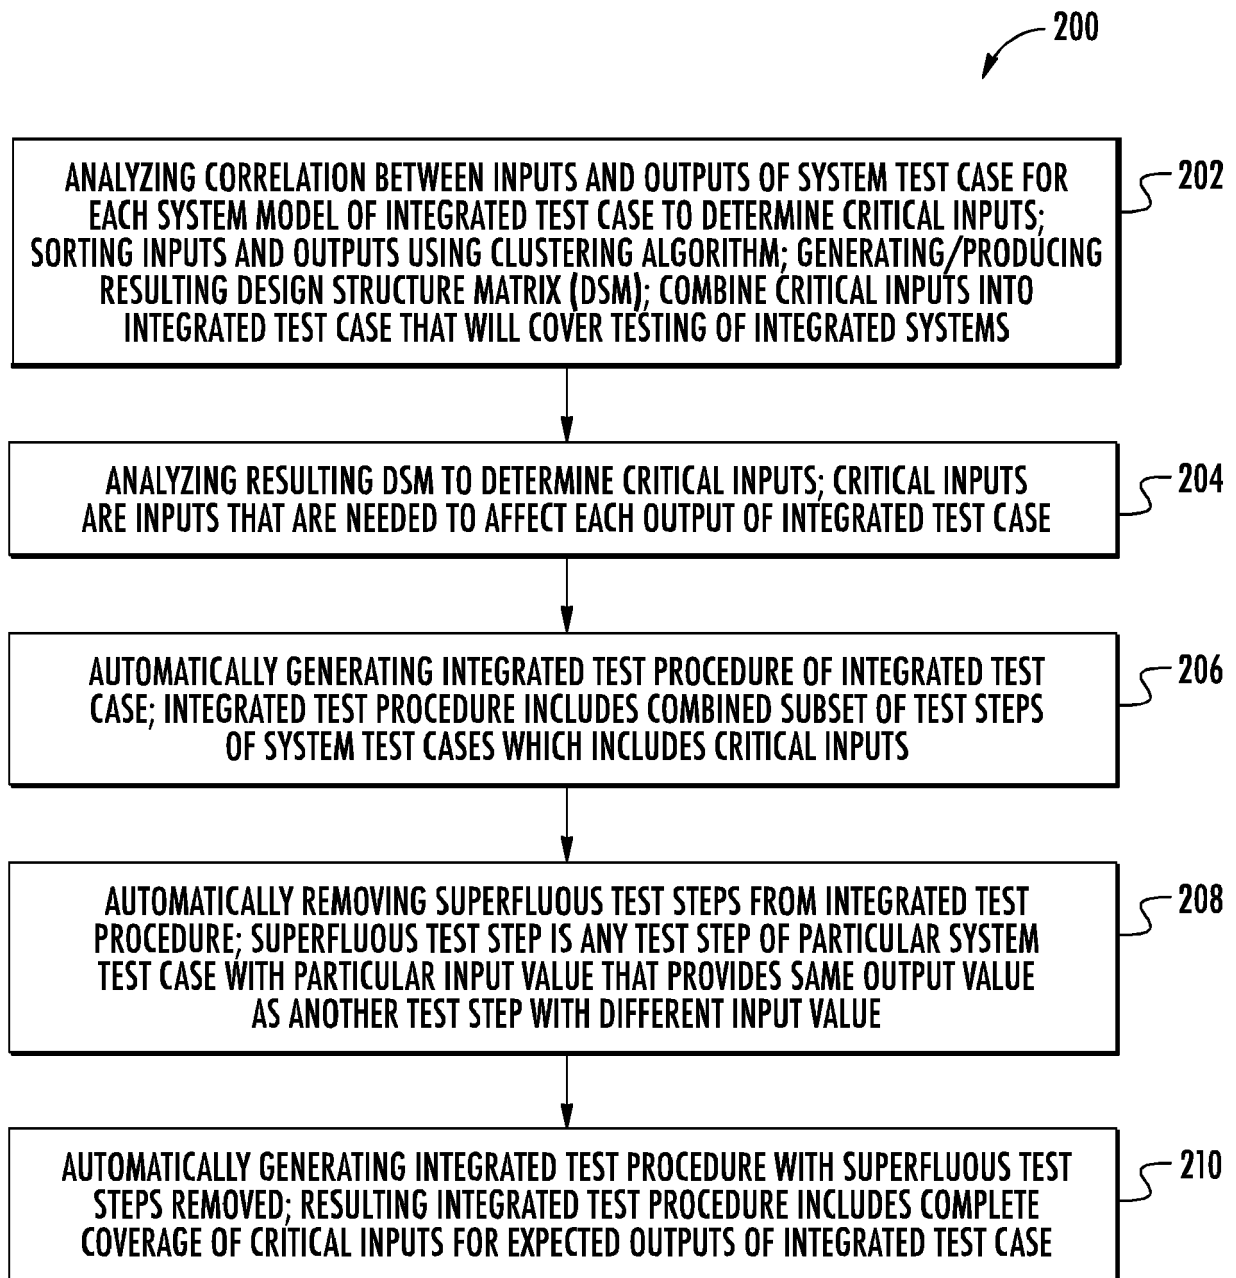 200
ANALYZING CORRELATION BETWEEN INPUTS AND OUTPUTS OF SYSTEM TEST CASE FOR
EACH SYSTEM MODEL OF INTEGRATED TEST CASE TO DETERMINE CRITICAL INPUTS;
SORTING INPUTS AND OUTPUTS USING CLUSTERING ALGORITHM; GENERATING/PRODUCING
RESULTING DESIGN STRUCTURE MATRIX (DSM); COMBINE CRITICAL INPUTS INTO
INTEGRATED TEST CASE THAT WILL COVER TESTING OF INTEGRATED SYSTEMS
202
ANALYZING RESULTING DSM TO DETERMINE CRITICAL INPUTS; CRITICAL INPUTS
ARE INPUTS THAT ARE NEEDED TO AFFECT EACH OUTPUT OF INTEGRATED TEST CASE
204
AUTOMATICALLY GENERATING INTEGRATED TEST PROCEDURE OF INTEGRATED TEST
CASE; INTEGRATED TEST PROCEDURE INCLUDES COMBINED SUBSET OF TEST STEPS
OF SYSTEM TEST CASES WHICH INCLUDES CRITICAL INPUTS
206
AUTOMATICALLY REMOVING SUPERFLUOUS TEST STEPS FROM INTEGRATED TEST
PROCEDURE; SUPERFLUOUS TEST STEP IS ANY TEST STEP OF PARTICULAR SYSTEM
TEST CASE WITH PARTICULAR INPUT VALUE THAT PROVIDES SAME OUTPUT VALUE
AS ANOTHER TEST STEP WITH DIFFERENT INPUT VALUE
208
AUTOMATICALLY GENERATING INTEGRATED TEST PROCEDURE WITH SUPERFLUOUS TEST
STEPS REMOVED; RESULTING INTEGRATED TEST PROCEDURE INCLUDES COMPLETE
COVERAGE OF CRITICAL INPUTS FOR EXPECTED OUTPUTS OF INTEGRATED TEST CASE
210